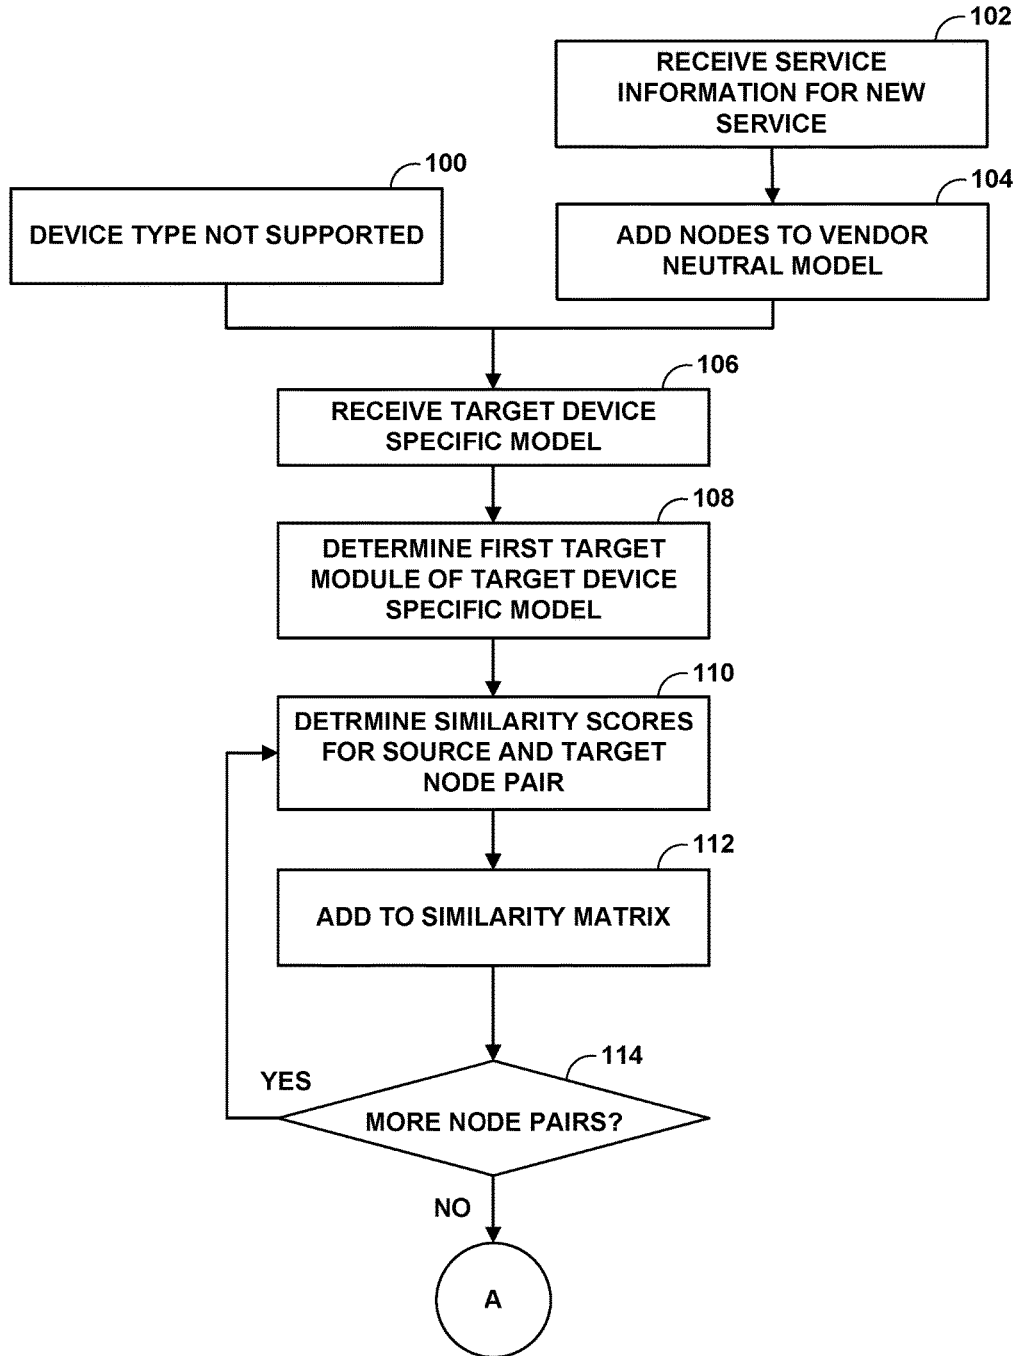 102
RECEIVE SERVICE
INFORMATION FOR NEW
SERVICE
100
DEVICE TYPE NOT SUPPORTED
104
ADD NODES TO VENDOR
NEUTRAL MODEL
106
RECEIVE TARGET DEVICE
SPECIFIC MODEL
108
DETERMINE FIRST TARGET
MODULE OF TARGET DEVICE
SPECIFIC MODEL
110
DETRMINE SIMILARITY SCORES
FOR SOURCE AND TARGET
NODE PAIR
112
ADD TO SIMILARITY MATRIX
114
YES
MORE NODE PAIRS?
NO
A